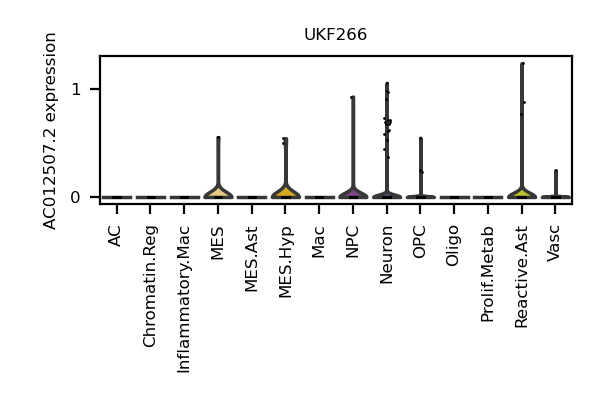 UKF266
AC012507.2 expression
1
0
AC
Chromatin.Reg
Inflammatory.Mac
MES
MES.Ast
MES.Hyp
Mac
NPC
Neuron
OPC
Oligo
Prolif.Metab
Reactive.Ast
Vasc